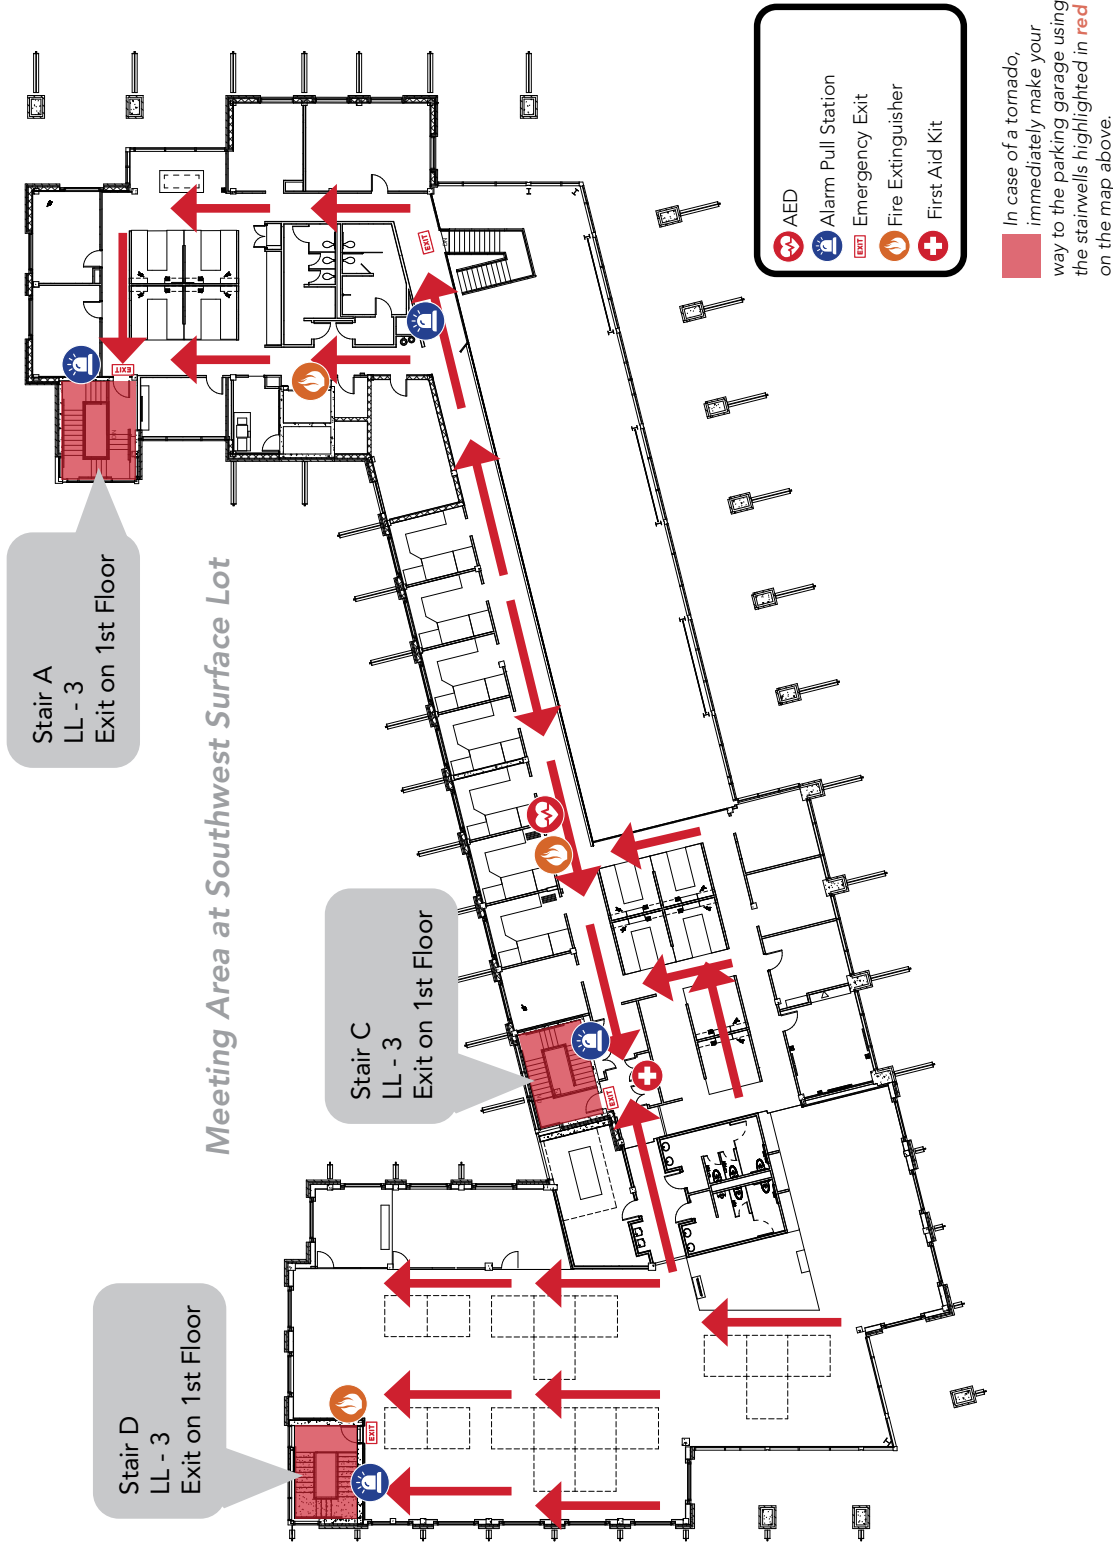 Stair D
LL - 3
Exit on 1st Floor
Stair C
LL - 3
Exit on 1st Floor
Stair A
LL - 3
Exit on 1st Floor
Meeting Area at Southwest Surface Lot
EXIT
EXIT
EXIT
EXIT
AED
Alarm Pull Station
EXIT Emergency Exit
Fire Extinguisher
First Aid Kit
In case of a tornado,
immediately make your
way to the parking garage using
the stairwells highlighted in red
on the map above.